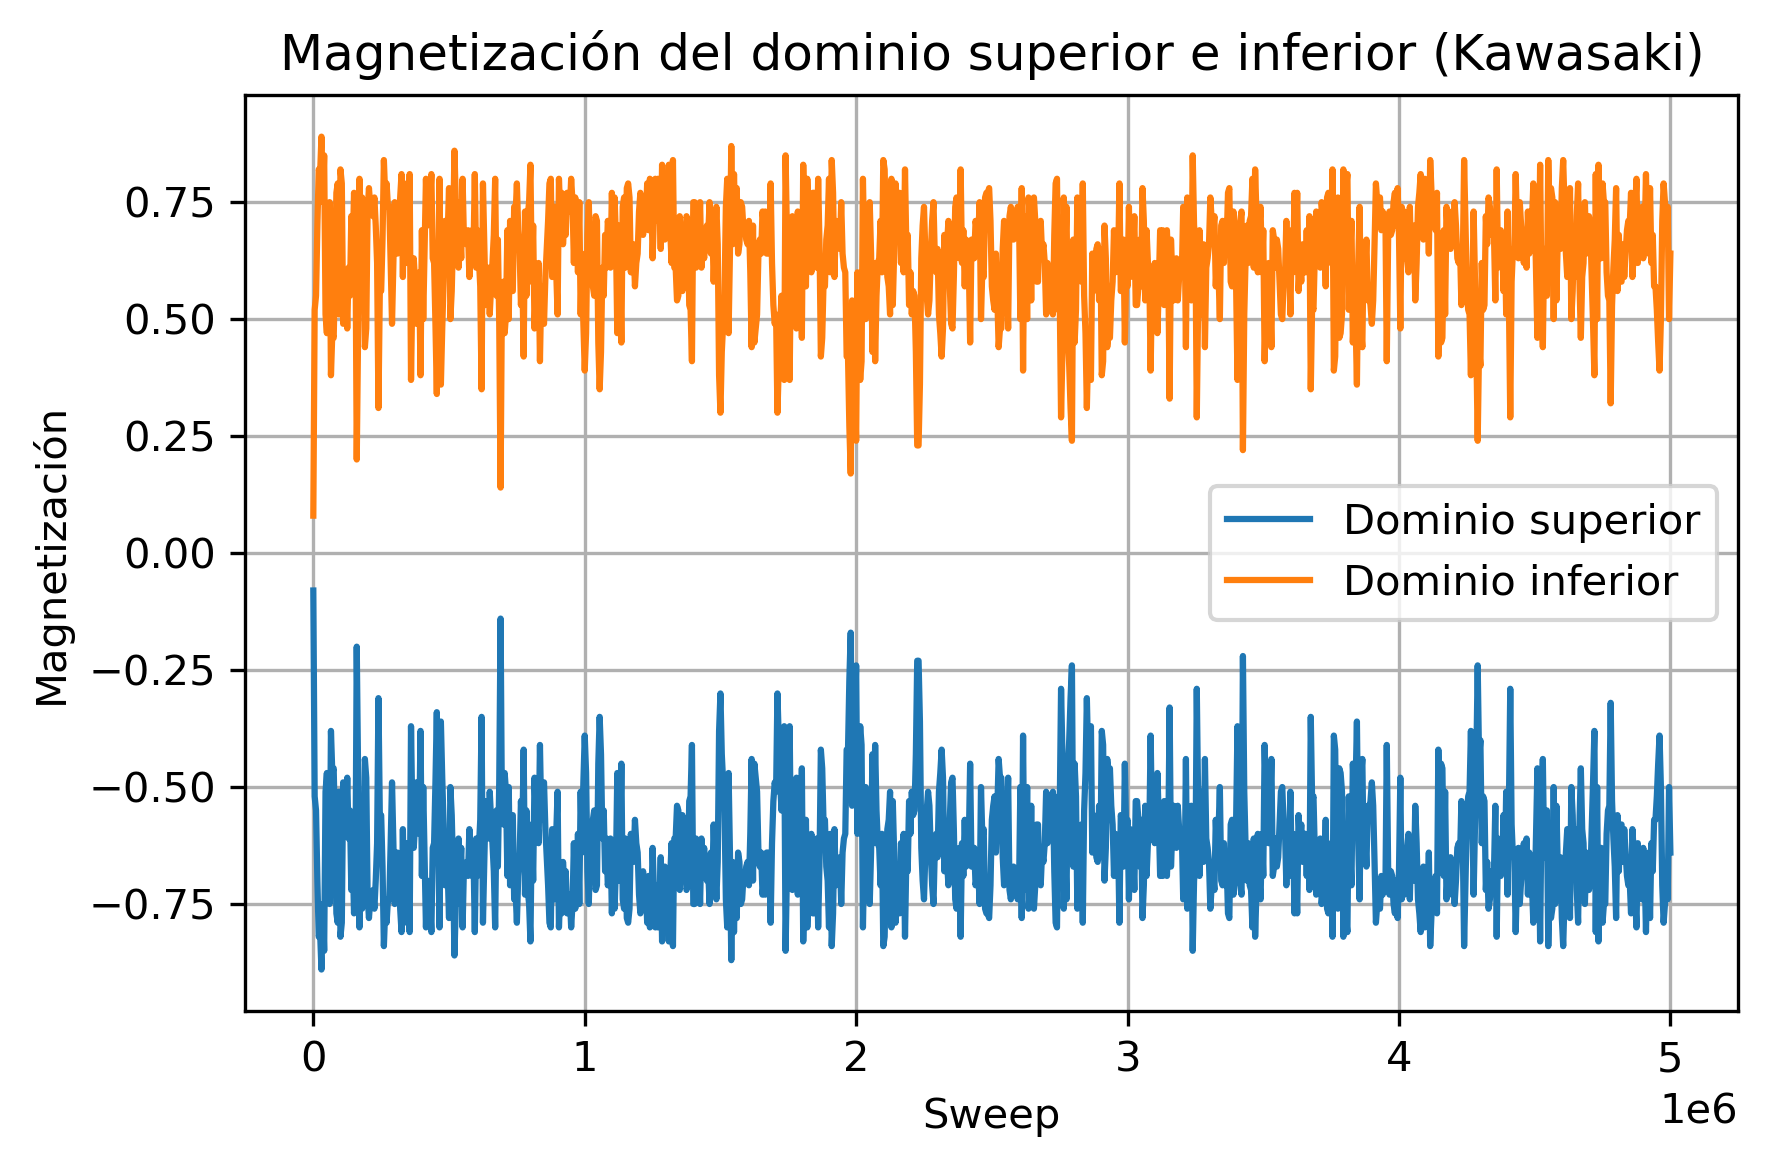 Magnetización del dominio superior e inferior (Kawasaki)
Magnetización
0.75
0.50
0.25
0.00
−0.25
−0.50
−0.75
Dominio superior
Dominio inferior
0 1 2 3 4 5
1e6
Sweep